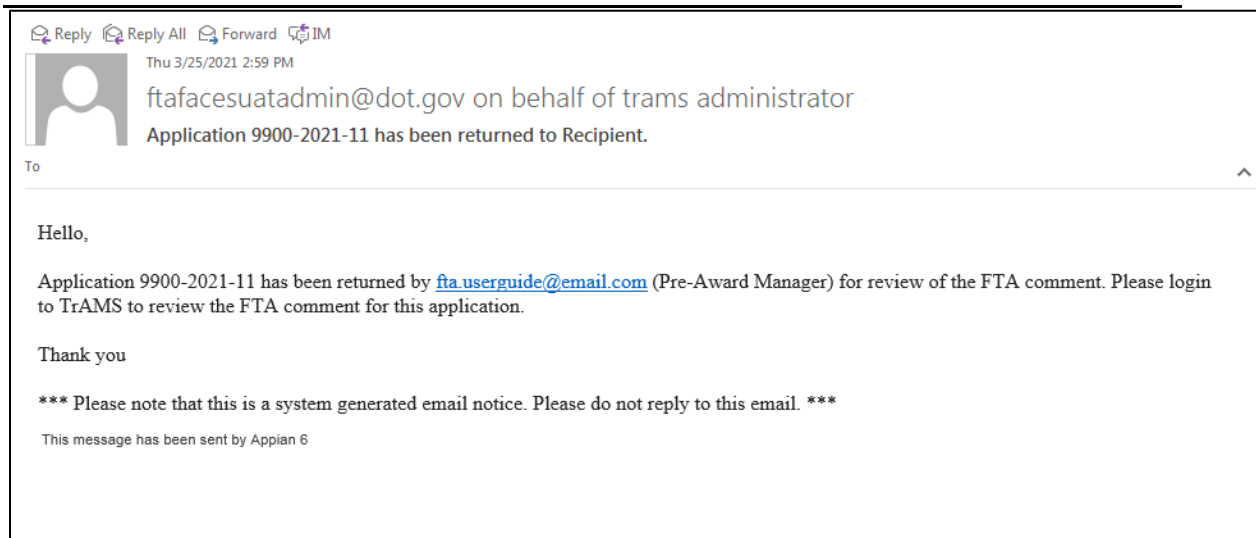 Reply Reply All Forward IM
Thu 3/25/2021 2:59 PM
ftafacesuatadmin@dot.gov on behalf of trams administrator
Application 9900-2021-11 has been returned to Recipient.
To
Hello,
Application 9900-2021-11 has been returned by fta.userguide@email.com (Pre-Award Manager) for review of the FTA comment. Please login
to TrAMS to review the FTA comment for this application.
Thank you
*** Please note that this is a system generated email notice. Please do not reply to this email. ***
This message has been sent by Appian 6